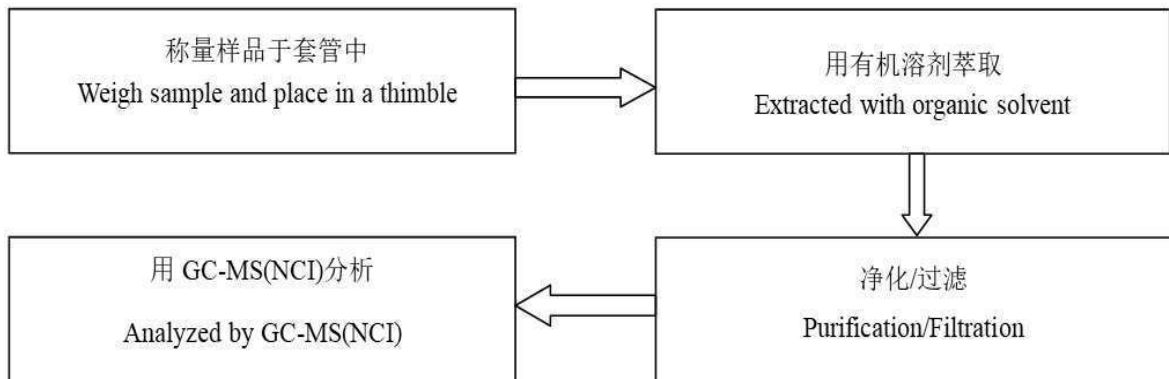 称量样品于套管中
Weigh sample and place in a thimble
用有机溶剂萃取
Extracted with organic solvent
净化/过滤
Purification/Filtration
用 GC-MS(NCI)分析
Analyzed by GC-MS(NCI)